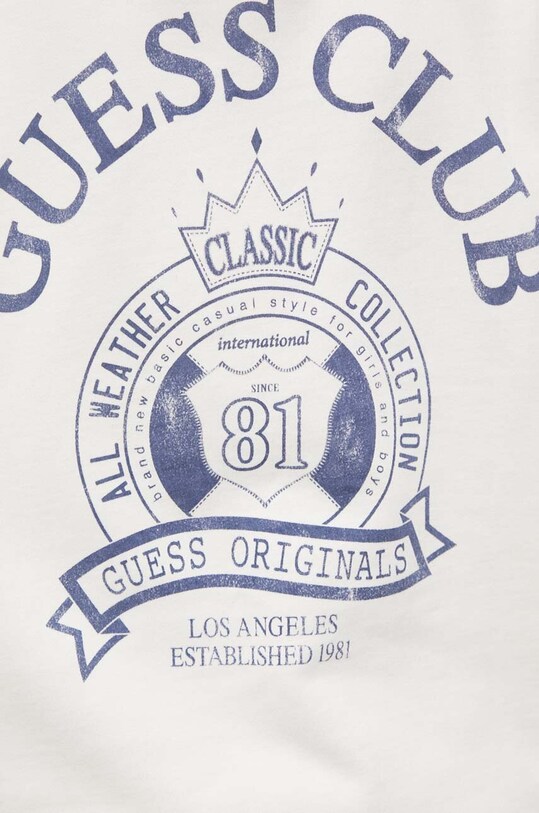 GUESS CLUB
CLASSIC
ALL WEATHER COLLECTION
brand new basic casual style for girls and boys
international
SINCE
81
GUESS ORIGINALS
LOS ANGELES
ESTABLISHED 1981